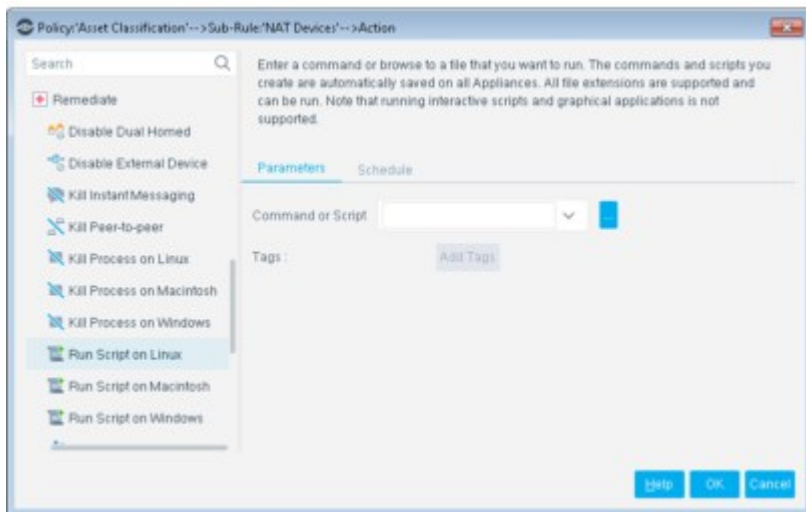 Policy:'Asset Classification'-->Sub-Rule:'NAT Devices'-->Action
Search
Remediate
Disable Dual Homed
Disable External Device
Kill Instant Messaging
Kill Peer-to-peer
Kill Process on Linux
Kill Process on Macintosh
Kill Process on Windows
Run Script on Linux
Run Script on Macintosh
Run Script on Windows
Enter a command or browse to a file that you want to run. The commands and scripts you
create are automatically saved on all Appliances. All file extensions are supported and
can be run. Note that running interactive scripts and graphical applications is not
supported.
Parameters Schedule
Command or Script ...
Tags : Add Tags
Help OK Cancel